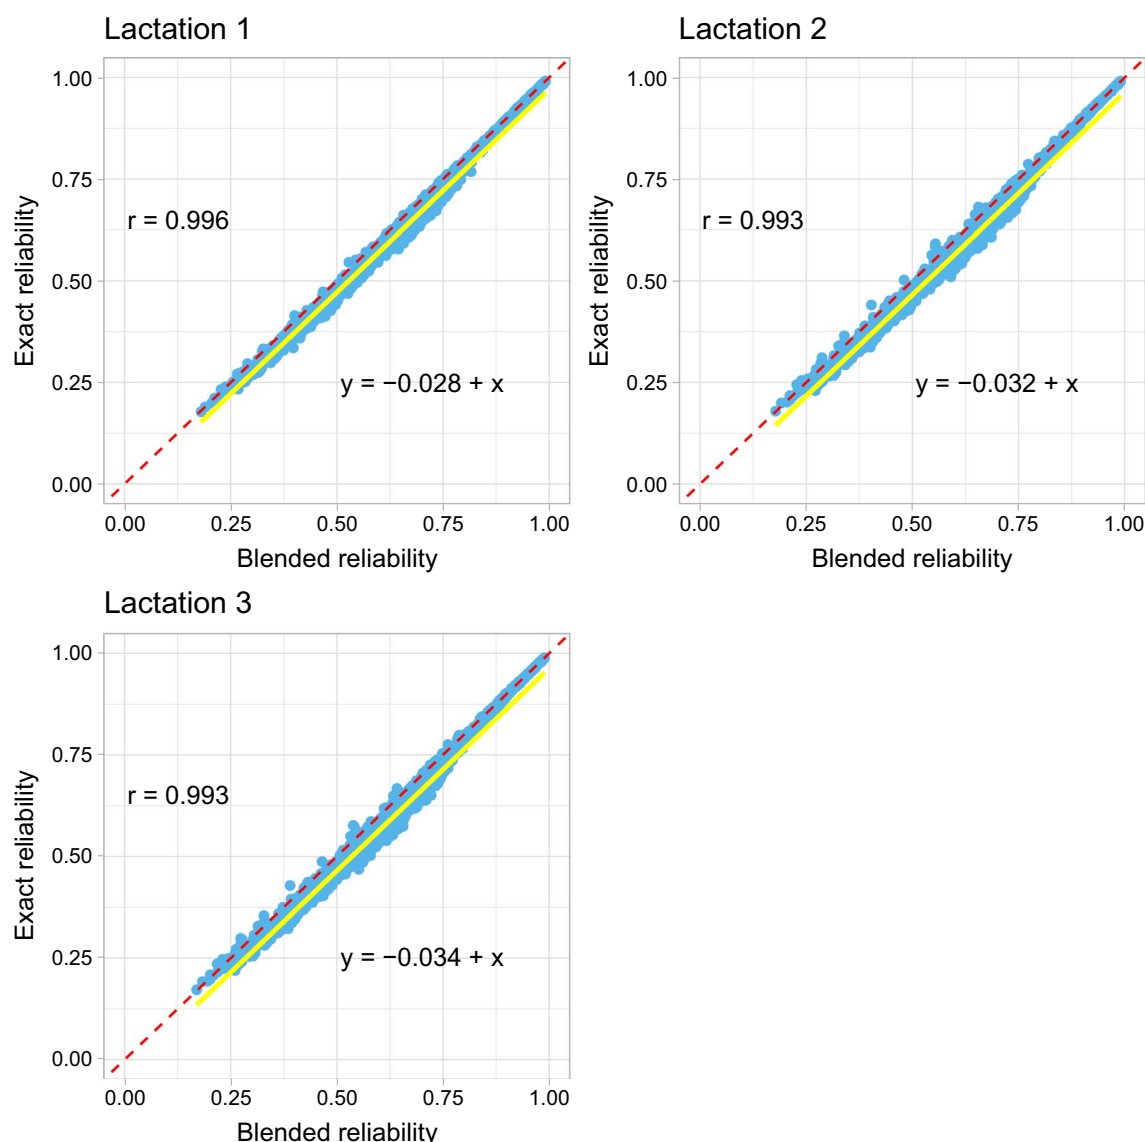 Lactation 1
1.00
0.75
0.50
0.25
0.00
Exact reliability
r = 0.996
y = −0.028 + x
0.00 0.25 0.50 0.75 1.00
Blended reliability
Lactation 2
1.00
0.75
0.50
0.25
0.00
Exact reliability
r = 0.993
y = −0.032 + x
0.00 0.25 0.50 0.75 1.00
Blended reliability
Lactation 3
1.00
0.75
0.50
0.25
0.00
Exact reliability
r = 0.993
y = −0.034 + x
0.00 0.25 0.50 0.75 1.00
Blended reliability